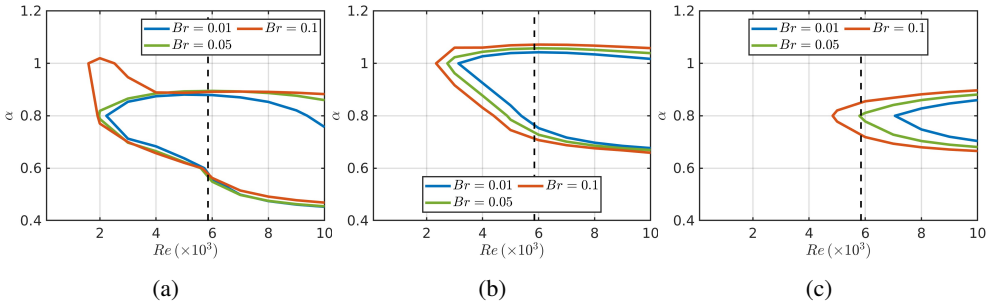 1.2
1
0.8
0.6
0.4
α
2 4 6 8 10
Re (×10³)
Br = 0.01 Br = 0.1
Br = 0.05
(a)
1.2
1
0.8
0.6
0.4
α
2 4 6 8 10
Re (×10³)
Br = 0.01 Br = 0.1
Br = 0.05
(b)
1.2
1
0.8
0.6
0.4
α
2 4 6 8 10
Re (×10³)
Br = 0.01 Br = 0.1
Br = 0.05
(c)